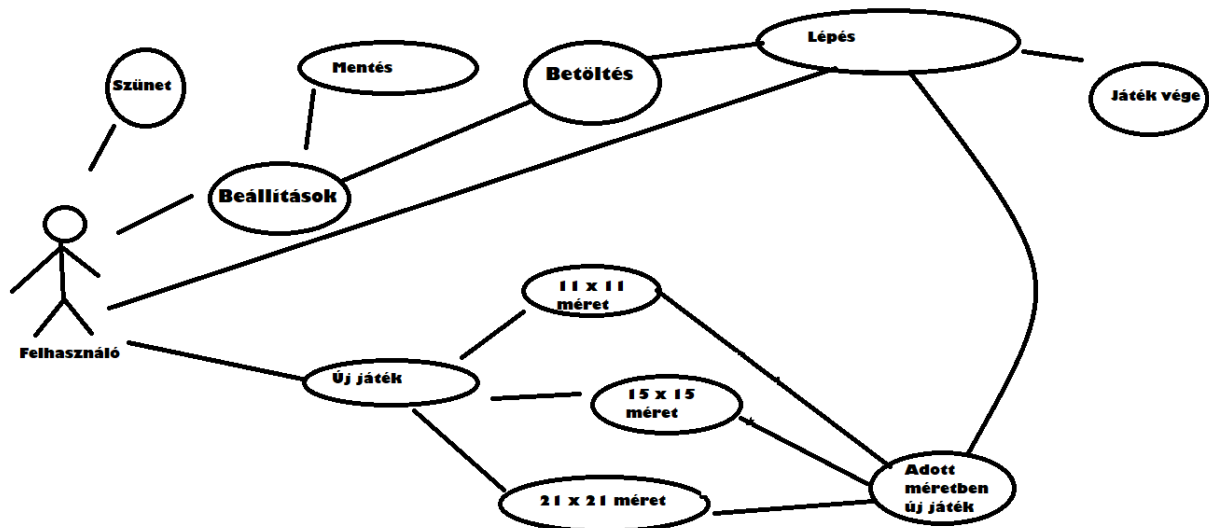 Lépés
Mentés
Betöltés
Szünet
Játék vége
Beállítások
11 x 11
méret
Felhasználó
Új játék
15 x 15
méret
Adott
méretben
új játék
21 x 21 méret